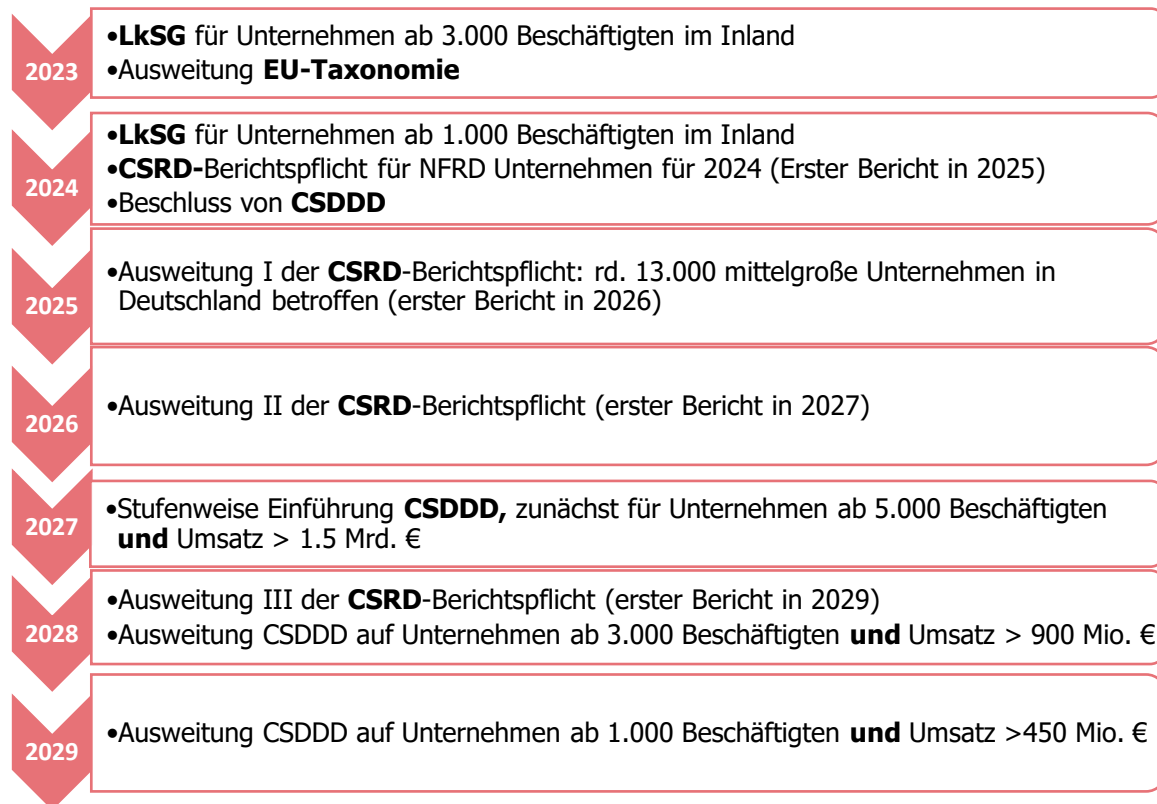 2023
•LkSG für Unternehmen ab 3.000 Beschäftigten im Inland
•Ausweitung EU-Taxonomie
2024
•LkSG für Unternehmen ab 1.000 Beschäftigten im Inland
•CSRD-Berichtspflicht für NFRD Unternehmen für 2024 (Erster Bericht in 2025)
•Beschluss von CSDDD
2025
•Ausweitung I der CSRD-Berichtspflicht: rd. 13.000 mittelgroße Unternehmen in
Deutschland betroffen (erster Bericht in 2026)
2026
•Ausweitung II der CSRD-Berichtspflicht (erster Bericht in 2027)
2027
•Stufenweise Einführung CSDDD, zunächst für Unternehmen ab 5.000 Beschäftigten
und Umsatz > 1.5 Mrd. €
2028
•Ausweitung III der CSRD-Berichtspflicht (erster Bericht in 2029)
•Ausweitung CSDDD auf Unternehmen ab 3.000 Beschäftigten und Umsatz > 900 Mio. €
2029
•Ausweitung CSDDD auf Unternehmen ab 1.000 Beschäftigten und Umsatz >450 Mio. €